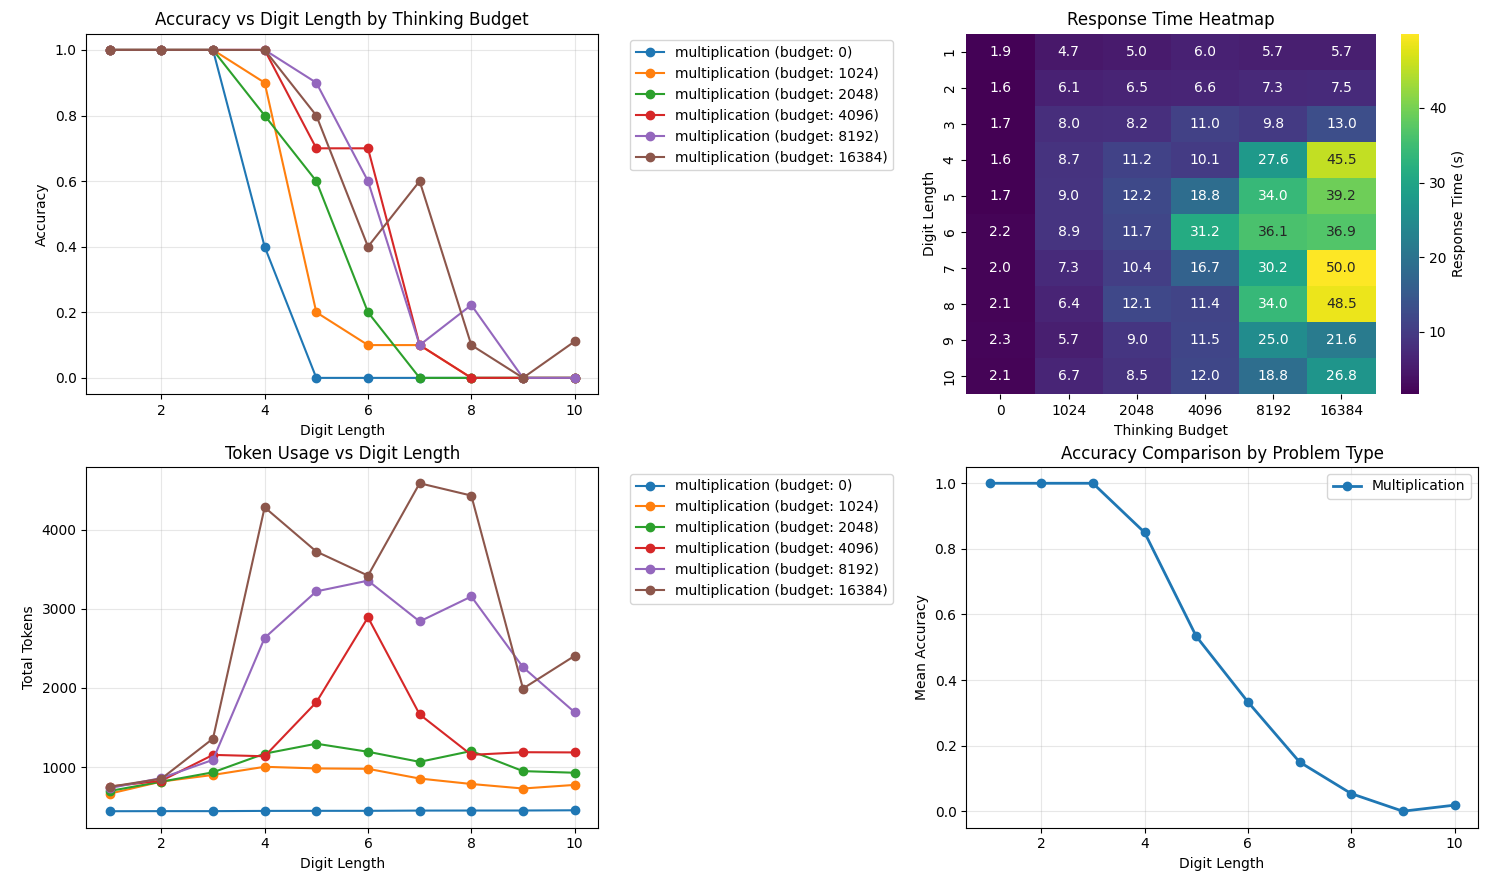 Accuracy vs Digit Length by Thinking Budget
1.0
0.8
0.6
0.4
0.2
0.0
Accuracy
2 4 6 8 10
Digit Length
multiplication (budget: 0)
multiplication (budget: 1024)
multiplication (budget: 2048)
multiplication (budget: 4096)
multiplication (budget: 8192)
multiplication (budget: 16384)
Response Time Heatmap
1 1.9 4.7 5.0 6.0 5.7 5.7
2 1.6 6.1 6.5 6.6 7.3 7.5
3 1.7 8.0 8.2 11.0 9.8 13.0
4 1.6 8.7 11.2 10.1 27.6 45.5
5 1.7 9.0 12.2 18.8 34.0 39.2
6 2.2 8.9 11.7 31.2 36.1 36.9
7 2.0 7.3 10.4 16.7 30.2 50.0
8 2.1 6.4 12.1 11.4 34.0 48.5
9 2.3 5.7 9.0 11.5 25.0 21.6
10 2.1 6.7 8.5 12.0 18.8 26.8
Digit Length
0 1024 2048 4096 8192 16384
Thinking Budget
40
30
20
10
Response Time (s)
Token Usage vs Digit Length
4000
3000
2000
1000
Total Tokens
2 4 6 8 10
Digit Length
multiplication (budget: 0)
multiplication (budget: 1024)
multiplication (budget: 2048)
multiplication (budget: 4096)
multiplication (budget: 8192)
multiplication (budget: 16384)
Accuracy Comparison by Problem Type
Multiplication
1.0
0.8
0.6
0.4
0.2
0.0
Mean Accuracy
2 4 6 8 10
Digit Length